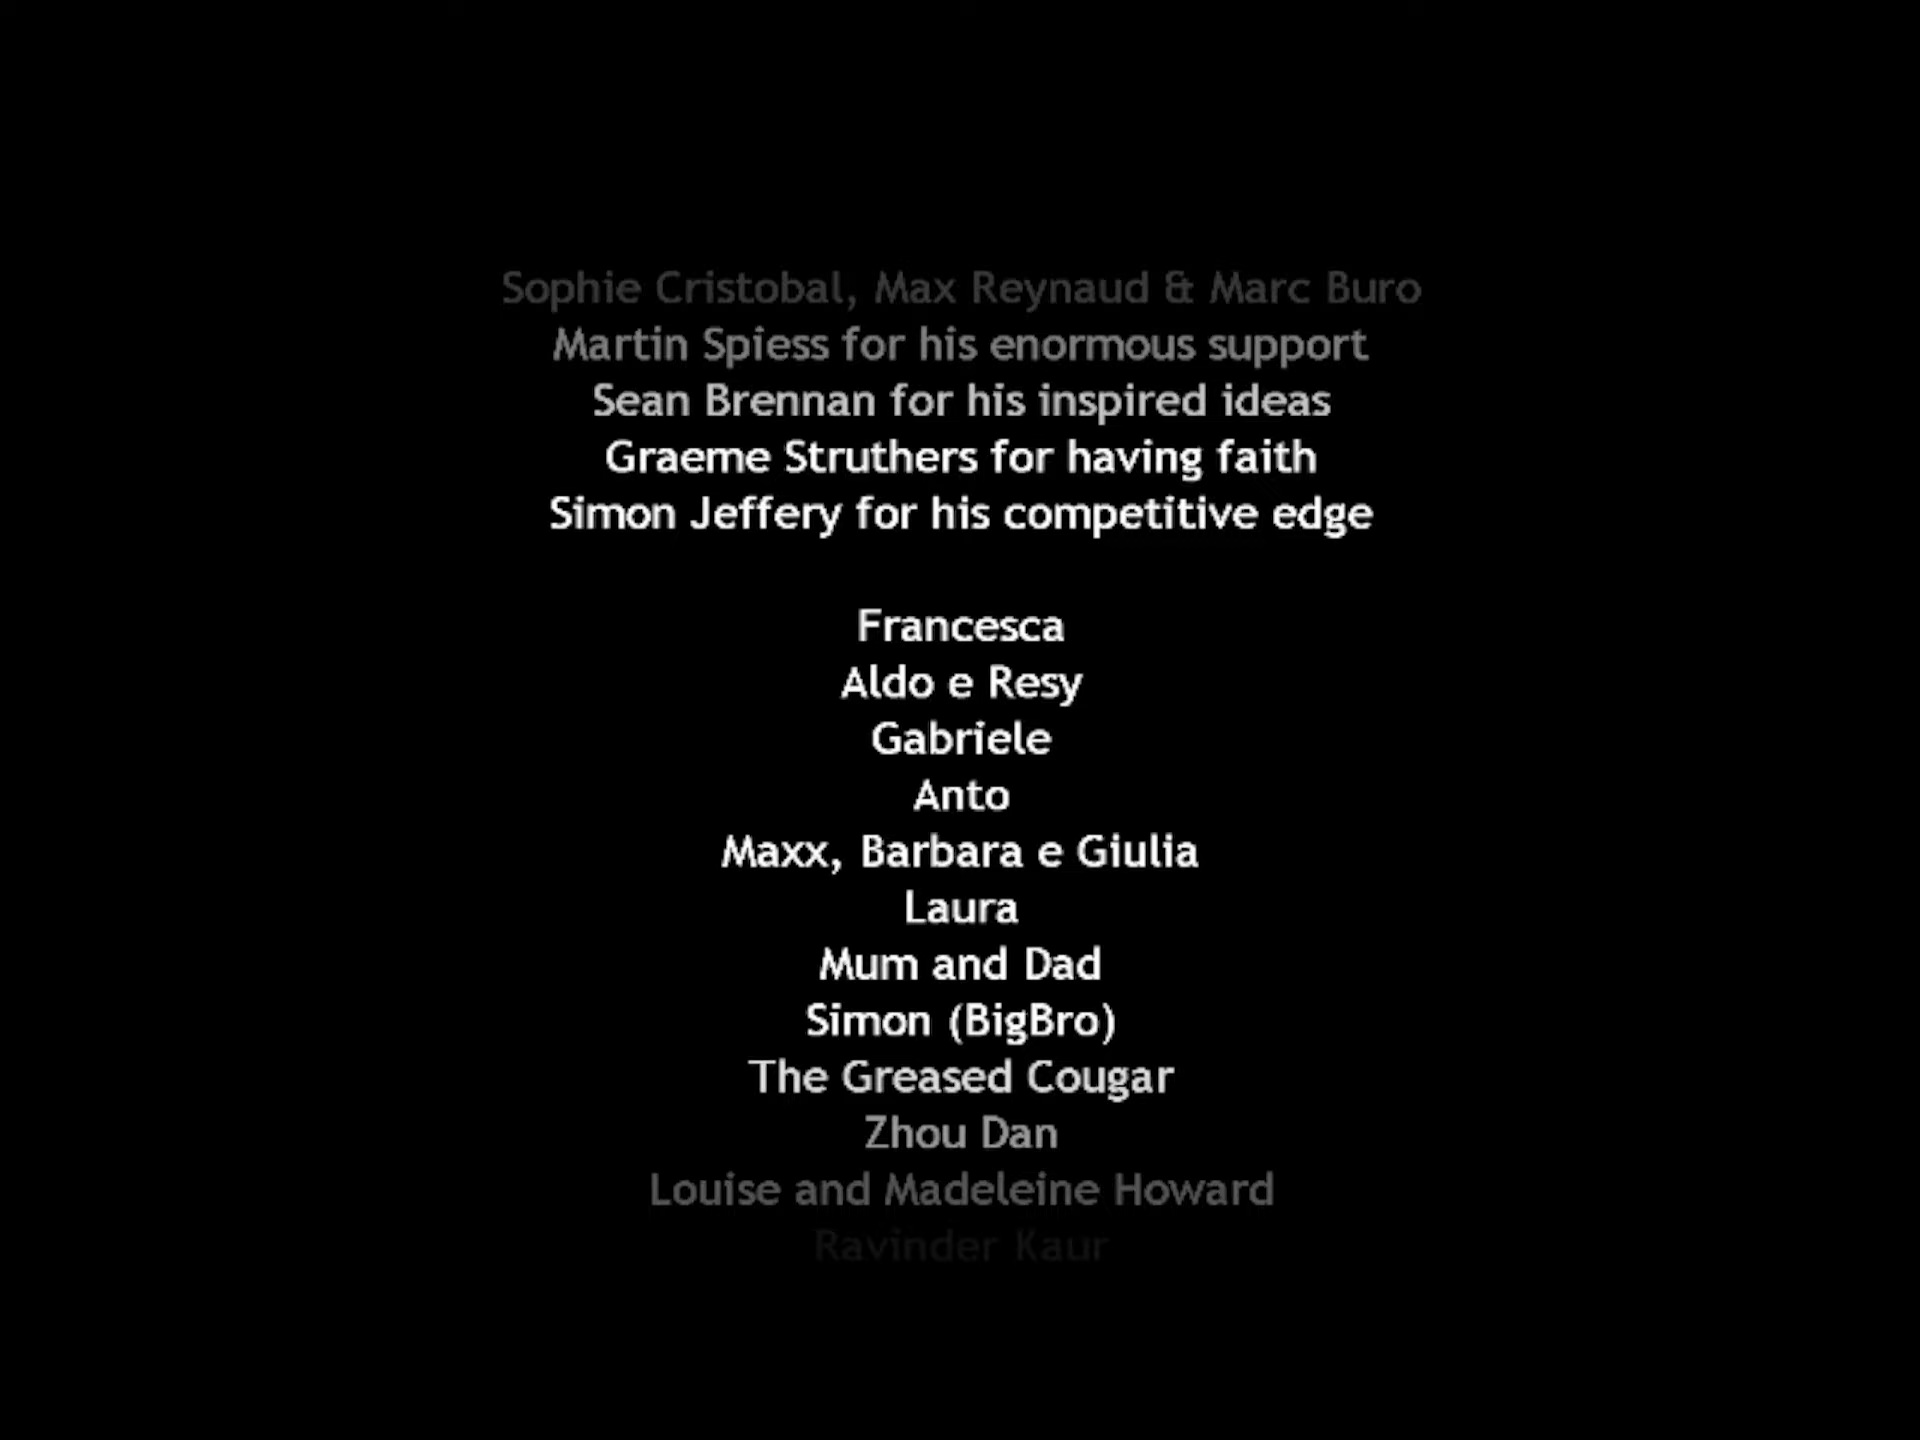 Sophie Cristobal, Max Reynaud & Marc Buro
Martin Spiess for his enormous support
Sean Brennan for his inspired ideas
Graeme Struthers for having faith
Simon Jeffery for his competitive edge
Francesca
Aldo e Resy
Gabriele
Anto
Maxx, Barbara e Giulia
Laura
Mum and Dad
Simon (BigBro)
The Greased Cougar
Zhou Dan
Louise and Madeleine Howard
Ravinder Kaur